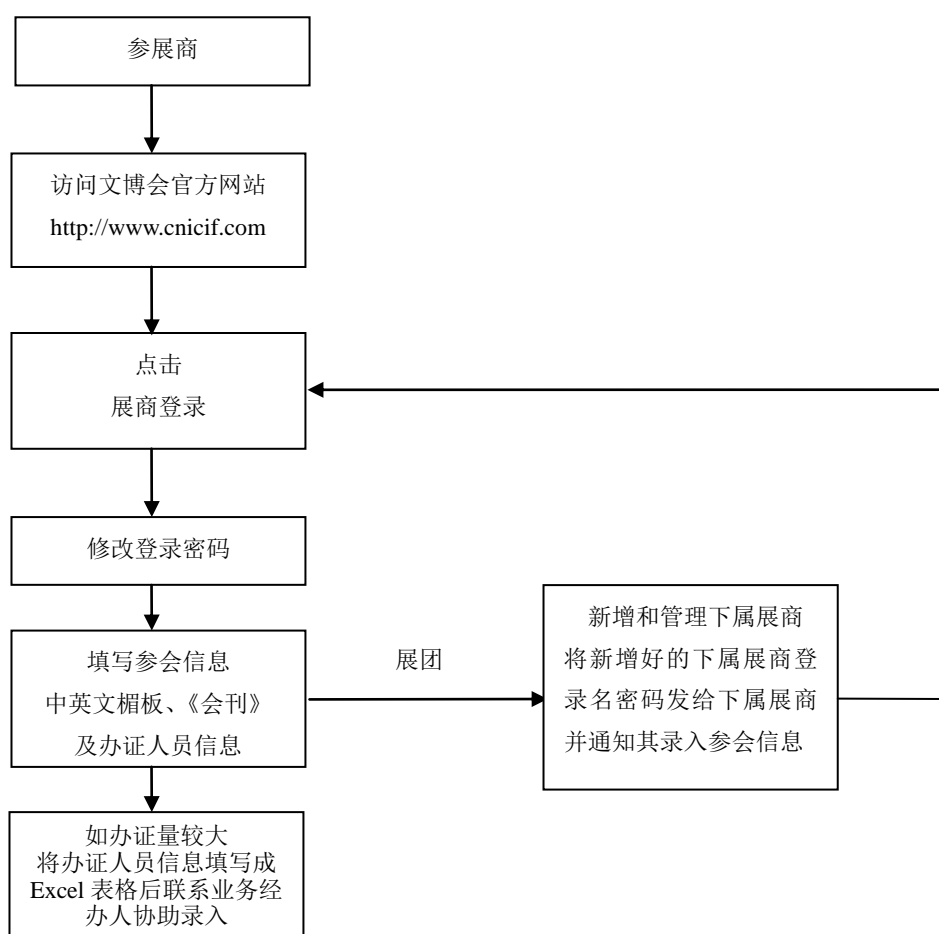 参展商
访问文博会官方网站
http://www.cnicif.com
点击
展商登录
修改登录密码
填写参会信息
中英文楣板、《会刊》
及办证人员信息
展团
新增和管理下属展商
将新增好的下属展商登
录名密码发给下属展商
并通知其录入参会信息
如办证量较大
将办证人员信息填写成
Excel 表格后联系业务经
办人协助录入